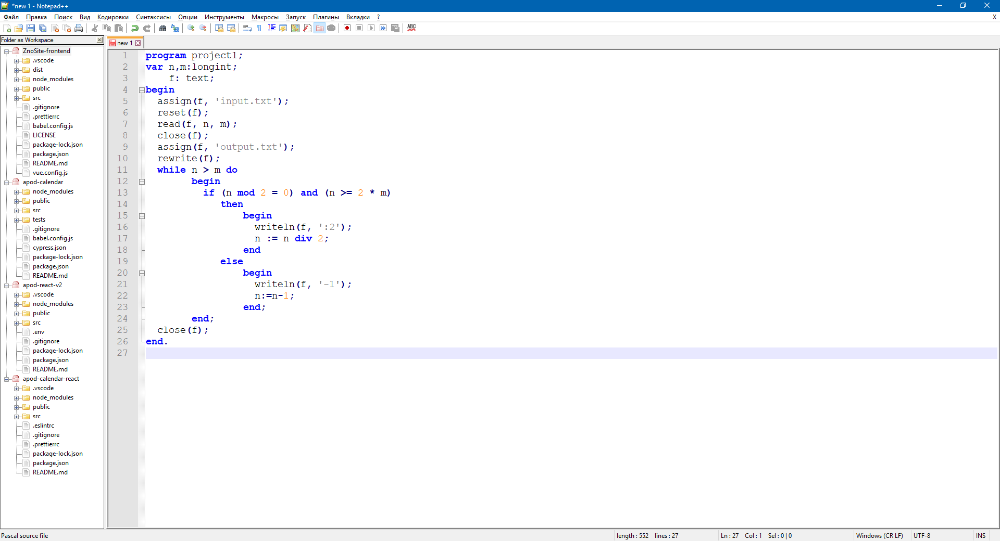 *new 1 - Notepad++
Файл Правка Поиск Вид Кодировки Синтаксисы Опции Инструменты Макросы Запуск Плагины Вкладки ? X
ABC
Folder as Workspace
ZnoSite-frontend
.vscode
dist
node_modules
public
src
.gitignore
.prettierrc
babel.config.js
LICENSE
package-lock.json
package.json
README.md
vue.config.js
apod-calendar
node_modules
public
src
tests
.gitignore
babel.config.js
cypress.json
package-lock.json
package.json
README.md
apod-react-v2
.vscode
node_modules
public
src
.env
.gitignore
package-lock.json
package.json
README.md
apod-calendar-react
.vscode
node_modules
public
src
.eslintrc
.gitignore
.prettierrc
package-lock.json
package.json
README.md
new 1
1 program project1;
2 var n,m:longint;
3     f: text;
4 begin
5   assign(f, 'input.txt');
6   reset(f);
7   read(f, n, m);
8   close(f);
9   assign(f, 'output.txt');
10   rewrite(f);
11   while n > m do
12         begin
13           if (n mod 2 = 0) and (n >= 2 * m)
14              then
15                  begin
16                    writeln(f, ':2');
17                    n := n div 2;
18                  end
19              else
20                  begin
21                    writeln(f, '-1');
22                    n:=n-1;
23                  end;
24         end;
25   close(f);
26 end.
27
Pascal source file length : 552 lines : 27 Ln : 27 Col : 1 Sel : 0 | 0 Windows (CR LF) UTF-8 INS